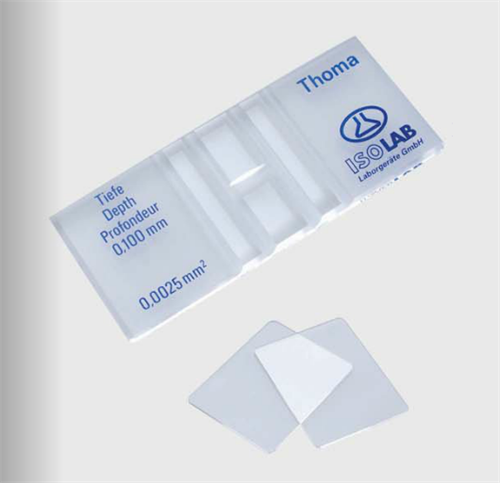 Thoma
ISOLAB
Laborgeräte GmbH
Tiefe
Depth
Profondeur
0.100 mm
0,0025 mm²